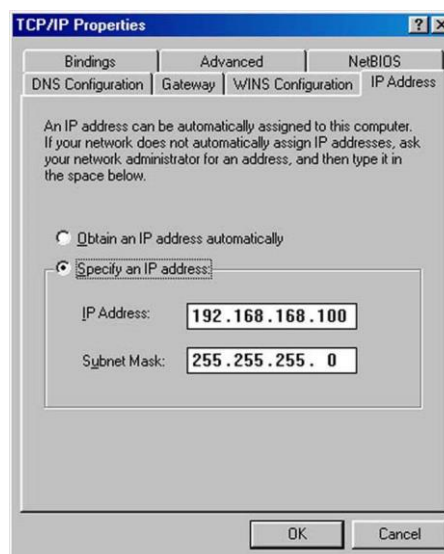 TCP/IP Properties
Bindings Advanced NetBIOS
DNS Configuration Gateway WINS Configuration IP Address
An IP address can be automatically assigned to this computer.
If your network does not automatically assign IP addresses, ask
your network administrator for an address, and then type it in
the space below.
Obtain an IP address automatically
Specify an IP address:
IP Address: 192.168.168.100
Subnet Mask: 255.255.255. 0
OK Cancel